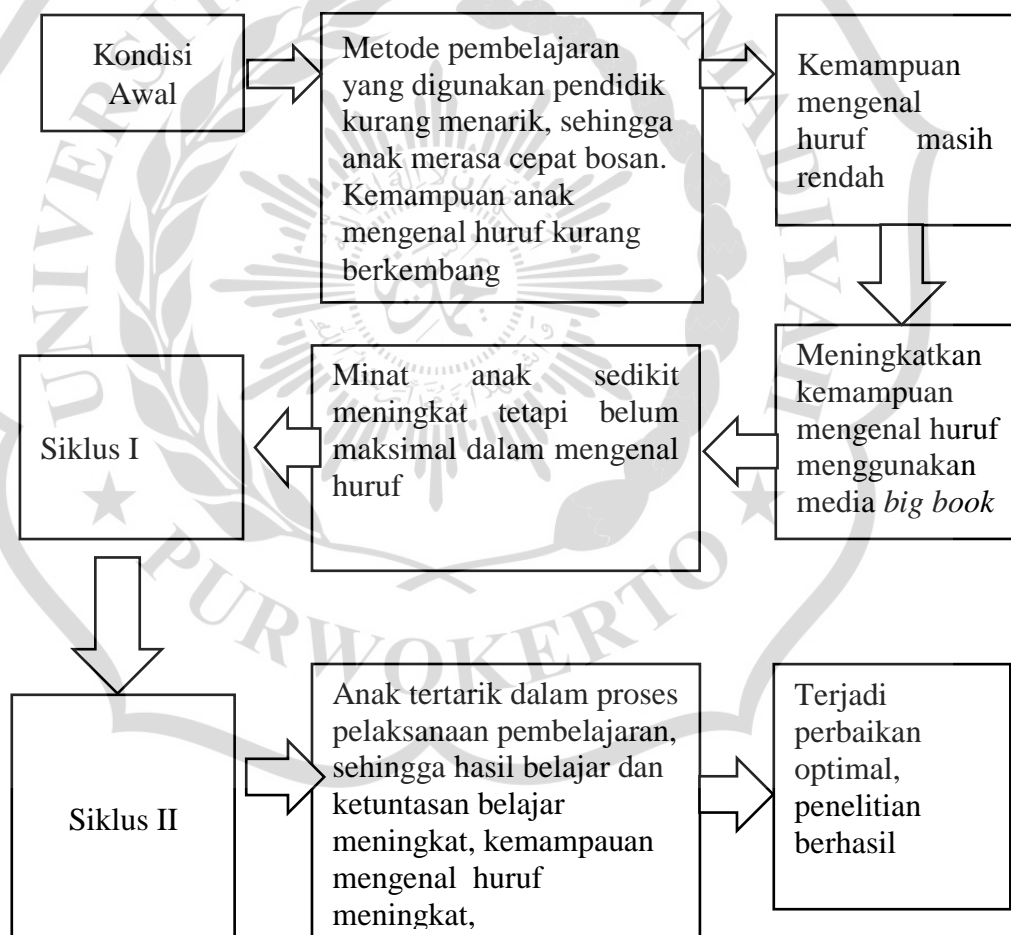 Kondisi
Awal
Metode pembelajaran
yang digunakan pendidik
kurang menarik, sehingga
anak merasa cepat bosan.
Kemampuan anak
mengenal huruf kurang
berkembang
Kemampuan
mengenal
huruf masih
rendah
Meningkatkan
kemampuan
mengenal huruf
menggunakan
media big book
Minat anak sedikit
meningkat tetapi belum
maksimal dalam mengenal
huruf
Siklus I
Siklus II
Anak tertarik dalam proses
pelaksanaan pembelajaran,
sehingga hasil belajar dan
ketuntasan belajar
meningkat, kemampauan
mengenal huruf
meningkat,
Terjadi
perbaikan
optimal,
penelitian
berhasil
PURWOKERTO